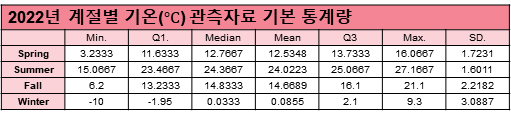 2022년 계절별 기온(°C) 관측자료 기본 통계량
Min. Q1. Median Mean Q3 Max. SD.
Spring 3.2333 11.6333 12.7667 12.5348 13.7333 16.0667 1.7231
Summer 15.0667 23.4667 24.3667 24.0223 25.0667 27.1667 1.6011
Fall 6.2 13.2333 14.8333 14.6689 16.1 21.1 2.2182
Winter -10 -1.95 0.0333 0.0855 2.1 9.3 3.0887